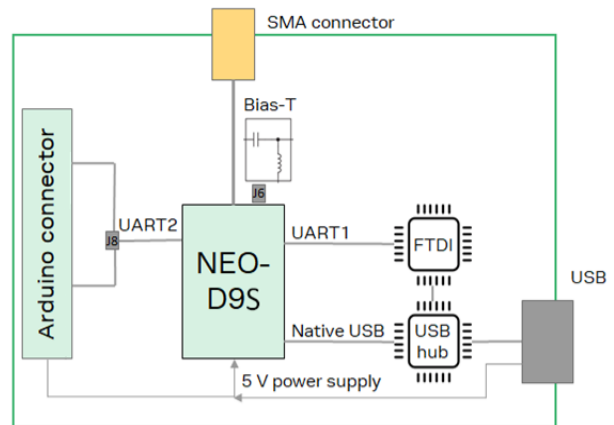 SMA connector
Bias-T
J6
Arduino connector
J8
UART2
NEO-
D9S
UART1
FTDI
USB
Native USB
USB
hub
5 V power supply